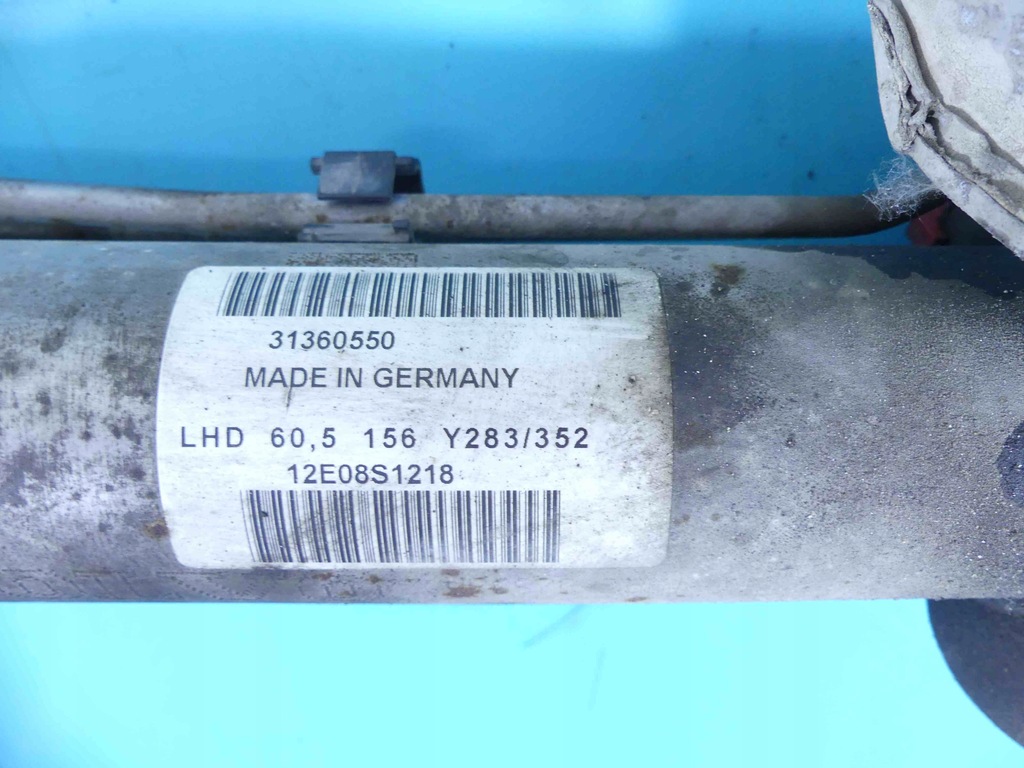 31360550
MADE IN GERMANY
LHD 60,5 156 Y283/352
12E08S1218